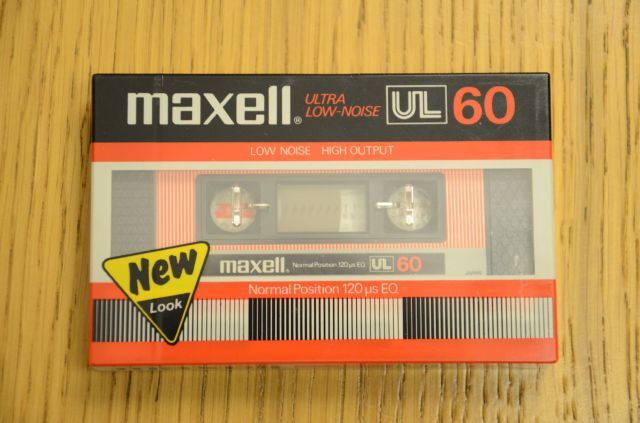 maxell® ULTRA LOW-NOISE UL 60
LOW NOISE HIGH OUTPUT
maxell® Normal Position 120 µs EQ UL 60
JAPAN
New
Look
Normal Position 120 µs EQ